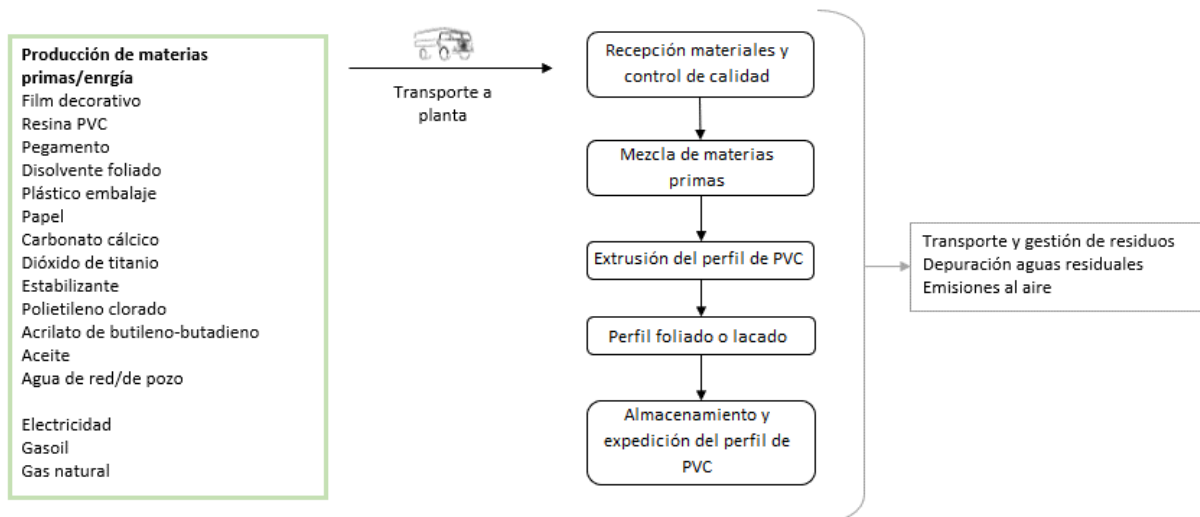 Producción de materias
primas/enrgía
Film decorativo
Resina PVC
Pegamento
Disolvente foliado
Plástico embalaje
Papel
Carbonato cálcico
Dióxido de titanio
Estabilizante
Polietileno clorado
Acrilato de butileno-butadieno
Aceite
Agua de red/de pozo
Electricidad
Gasoil
Gas natural
Transporte a
planta
Recepción materiales y
control de calidad
Mezcla de materias
primas
Extrusión del perfil de PVC
Perfil foliado o lacado
Almacenamiento y
expedición del perfil de
PVC
Transporte y gestión de residuos
Depuración aguas residuales
Emisiones al aire